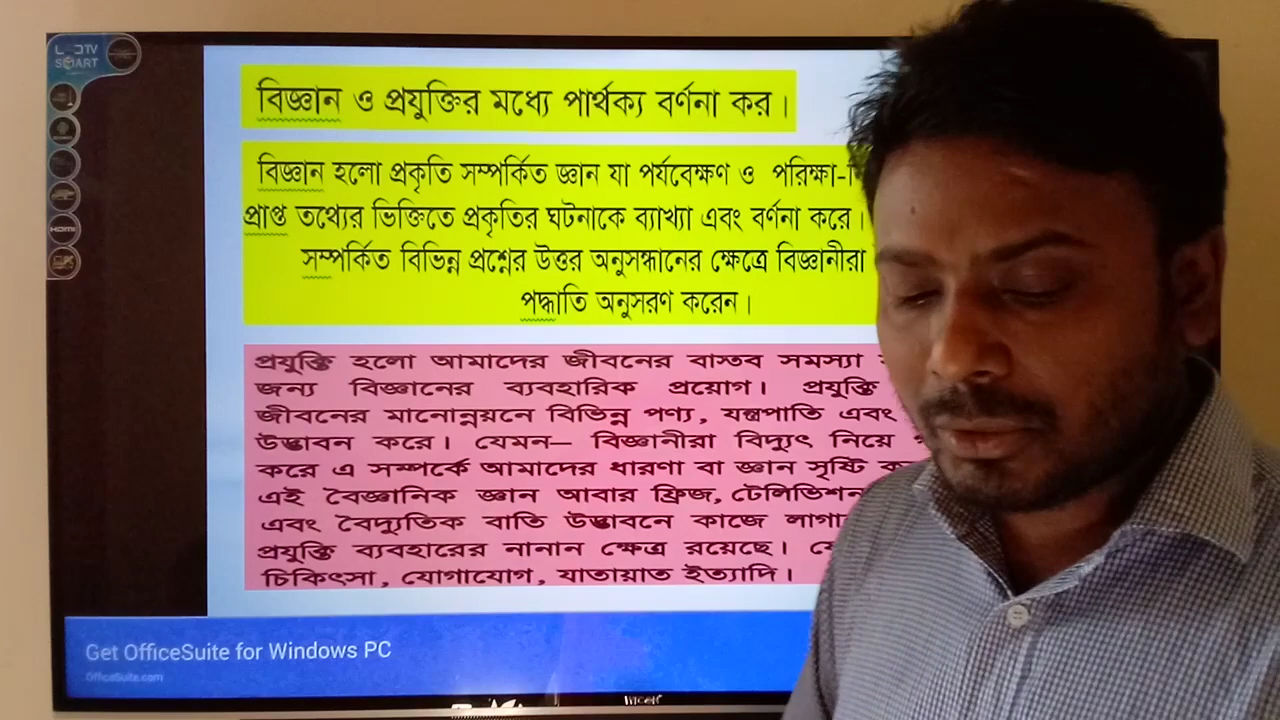 L TV
SMART
HDMI
বিজ্ঞান ও প্রযুক্তির মধ্যে পার্থক্য বর্ণনা কর।
বিজ্ঞান হলো প্রকৃতি সম্পর্কিত জ্ঞান যা পর্যবেক্ষণ ও পরিক্ষা-
প্রাপ্ত তথ্যের ভিক্তিতে প্রকৃতির ঘটনাকে ব্যাখ্যা এবং বর্ণনা করে।
সম্পর্কিত বিভিন্ন প্রশ্নের উত্তর অনুসন্ধানের ক্ষেত্রে বিজ্ঞানীরা
পদ্ধাতি অনুসরণ করেন।
প্রযুক্তি হলো আমাদের জীবনের বাস্তব সমস্যা
জন্য বিজ্ঞানের ব্যবহারিক প্রয়োগ। প্রযুক্তি
জীবনের মানোন্নয়নে বিভিন্ন পণ্য, যন্ত্রপাতি এবং
উদ্ভাবন করে। যেমন– বিজ্ঞানীরা বিদ্যুৎ নিয়ে
করে এ সম্পর্কে আমাদের ধারণা বা জ্ঞান সৃষ্টি
এই বৈজ্ঞানিক জ্ঞান আবার ফ্রিজ, টেলিভিশন
এবং বৈদ্যুতিক বাতি উদ্ভাবনে কাজে
প্রযুক্তি ব্যবহারের নানান ক্ষেত্র রয়েছে।
চিকিৎসা, যোগাযোগ, যাতায়াত ইত্যাদি।
Get OfficeSuite for Windows PC
OfficeSuite.com